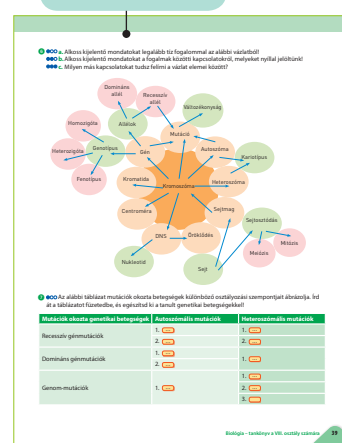 6 a. Alkoss kijelentő mondatokat legalább tíz fogalommal az alábbi vázlatból!
b. Alkoss kijelentő mondatokat a fogalmak közötti kapcsolatokról, melyeket nyíllal jelöltünk!
c. Milyen más kapcsolatokat tudsz felírni a vázlat elemei között?
Domináns
allél
Recesszív
allél
Változékonyság
Homozigóta
Allélok
Mutáció
Heterozigóta
Genotípus
Gén
Autoszóma
Kariotípus
Fenotípus
Kromatida
Kromoszóma
Heteroszóma
Centroméra
Sejtmag
Sejtosztódás
DNS
Öröklődés
Mitózis
Meiózis
Nukleotid
Sejt
7 Az alábbi táblázat mutációk okozta betegségek különböző osztályozási szempontjait ábrázolja. Írd
át a táblázatot füzetedbe, és egészítsd ki a tanult genetikai betegségekkel!
Mutációk okozta genetikai betegségek Autoszómális mutációk Heteroszómális mutációk
Recesszív génmutációk 1. ... 1. ...
2. ... 2. ...
Domináns génmutációk 1. ... 1. ...
2. ...
Genom-mutációk 1. ... 1. ...
2. ...
3. ...
Biológia – tankönyv a VIII. osztály számára 35